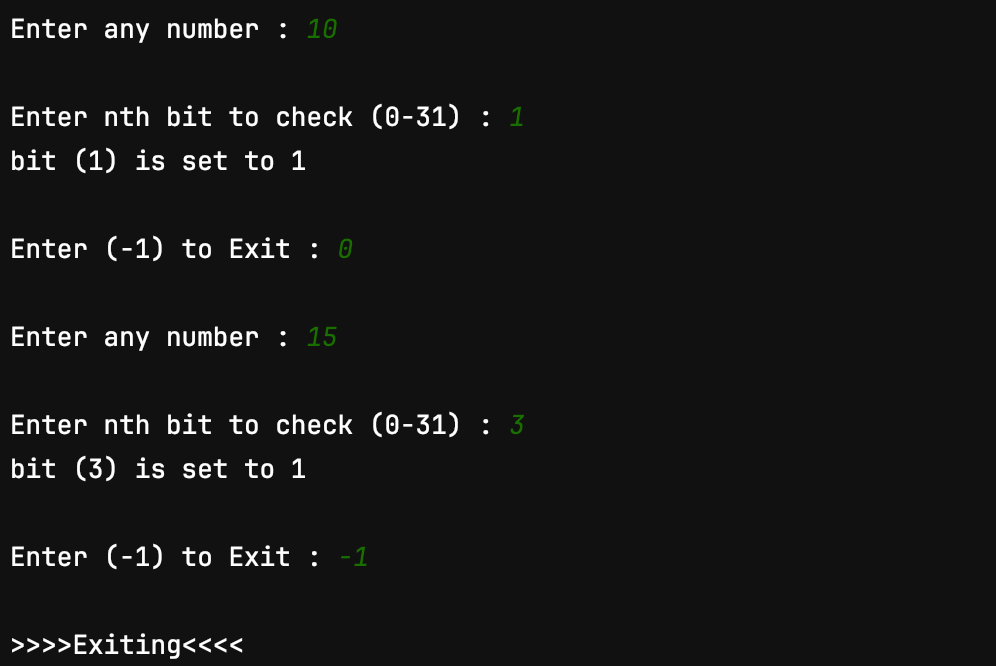 Enter any number : 10
Enter nth bit to check (0-31) : 1
bit (1) is set to 1
Enter (-1) to Exit : 0
Enter any number : 15
Enter nth bit to check (0-31) : 3
bit (3) is set to 1
Enter (-1) to Exit : -1
>>>>Exiting<<<<